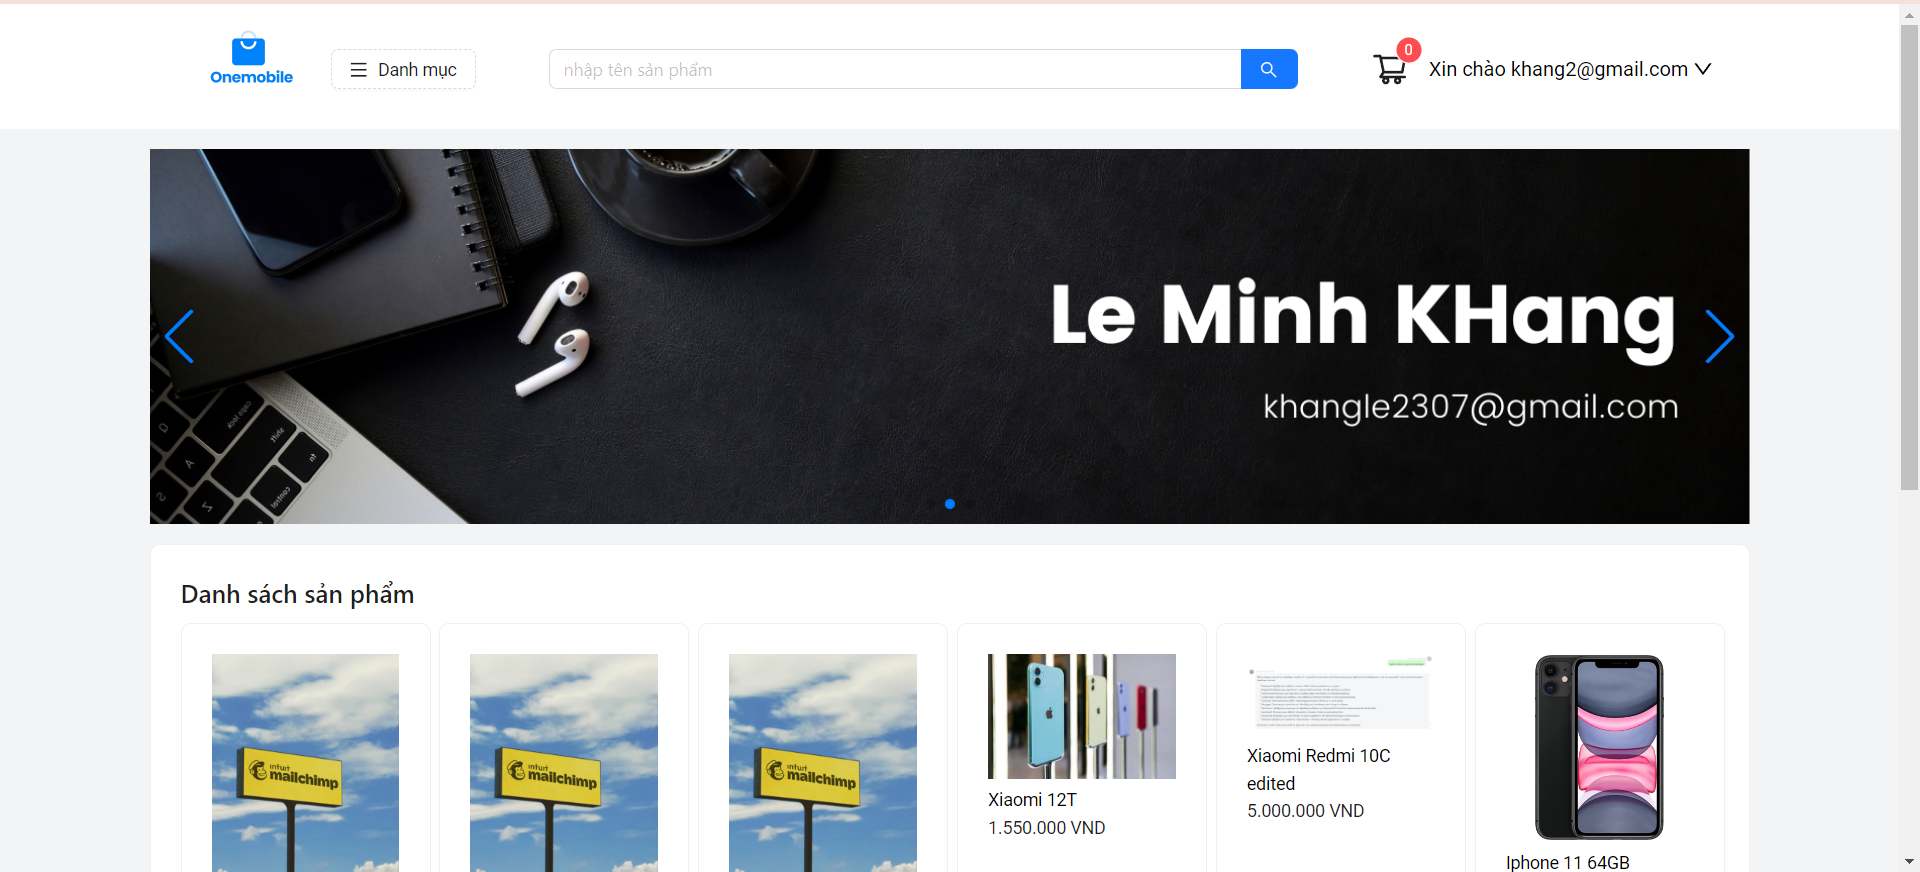 Onemobile
Danh mục
nhập tên sản phẩm
0
Xin chào khang2@gmail.com
Le Minh KHang
khangle2307@gmail.com
Danh sách sản phẩm
intuit
mailchimp
intuit
mailchimp
intuit
mailchimp
Xiaomi 12T
1.550.000 VND
Xiaomi Redmi 10C
edited
5.000.000 VND
Iphone 11 64GB